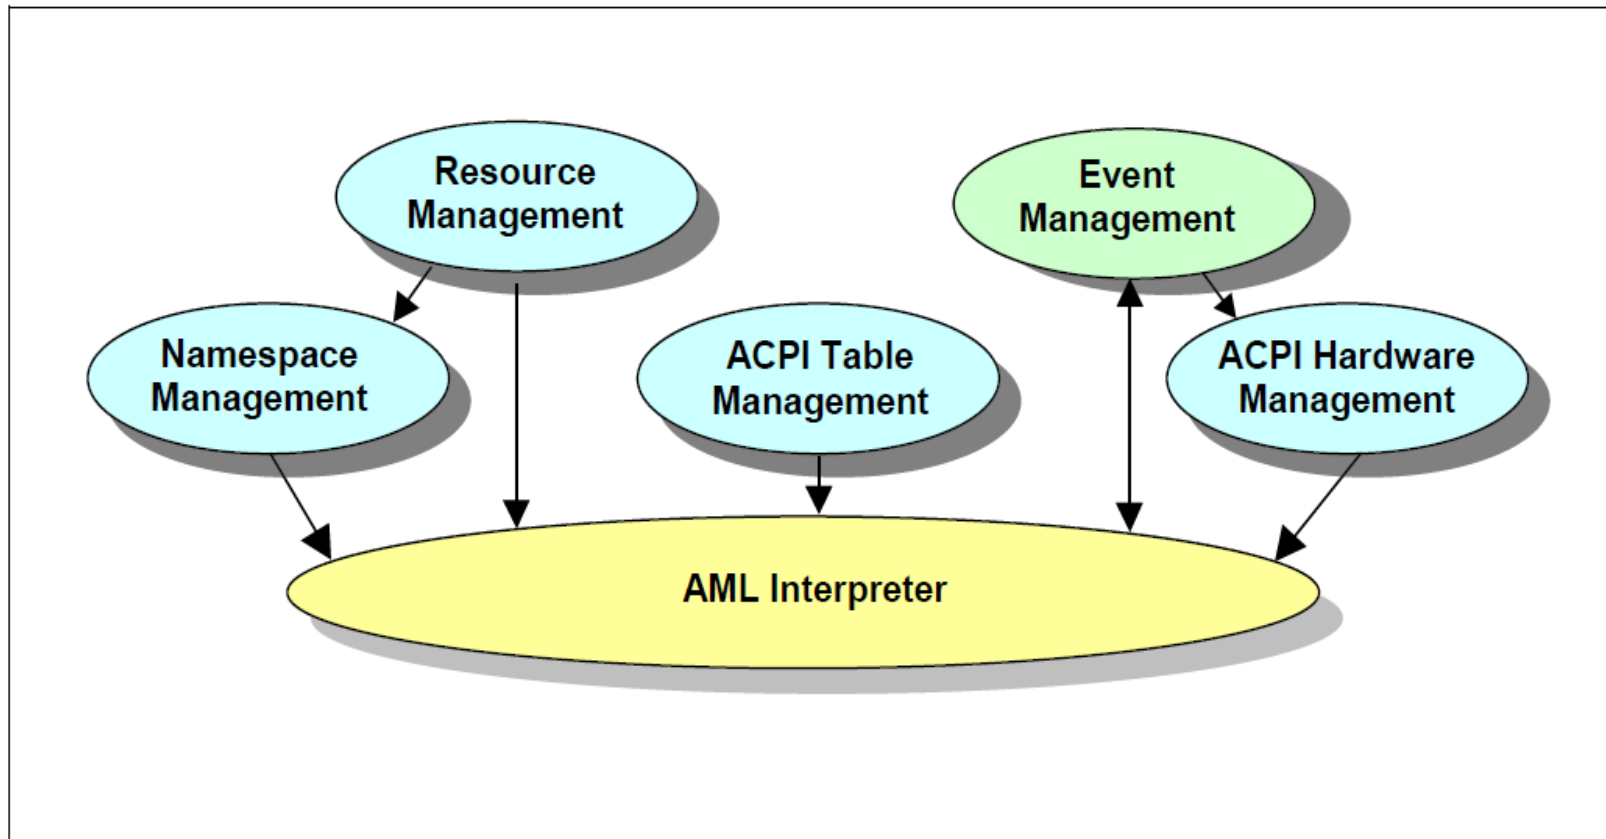 Resource
Management
Event
Management
Namespace
Management
ACPI Table
Management
ACPI Hardware
Management
AML Interpreter